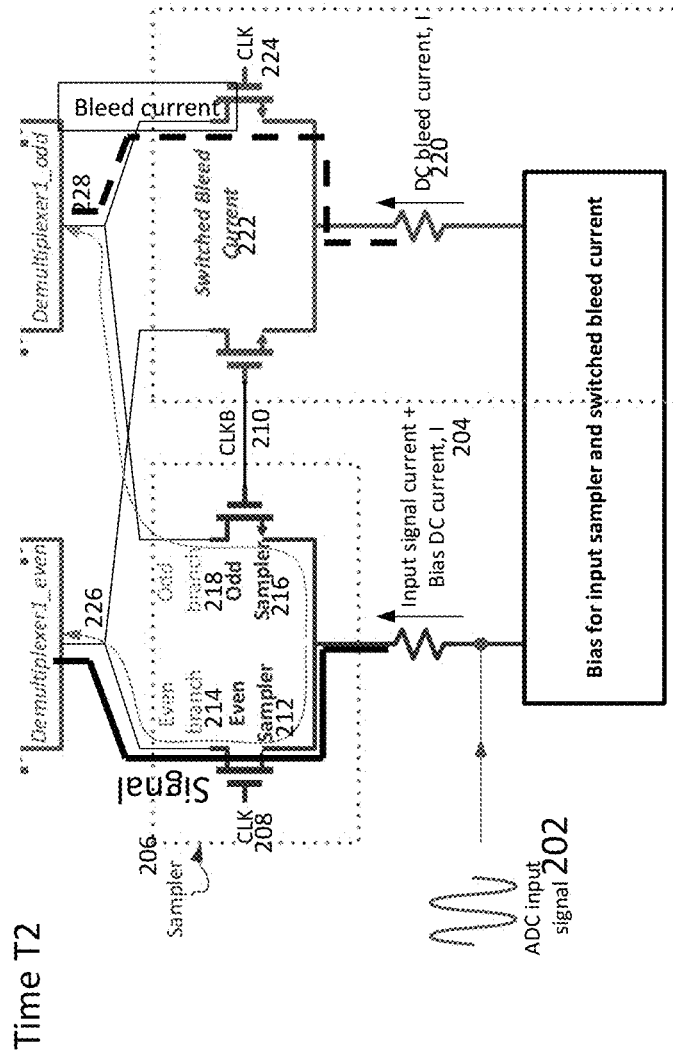 Time T2
Demultiplexer1_even
Demultiplexer1_odd
226
228
Bleed current
Signal
Sampler
206
CLK
208
Even
branch
214
Even
Sampler
212
Odd
branch
218
Odd
Sampler
216
CLKB
210
Switched Bleed
Current
222
CLK
224
Input signal current +
Bias DC current, I
204
DC bleed current, I
220
ADC input
signal 202
Bias for input sampler and switched bleed current